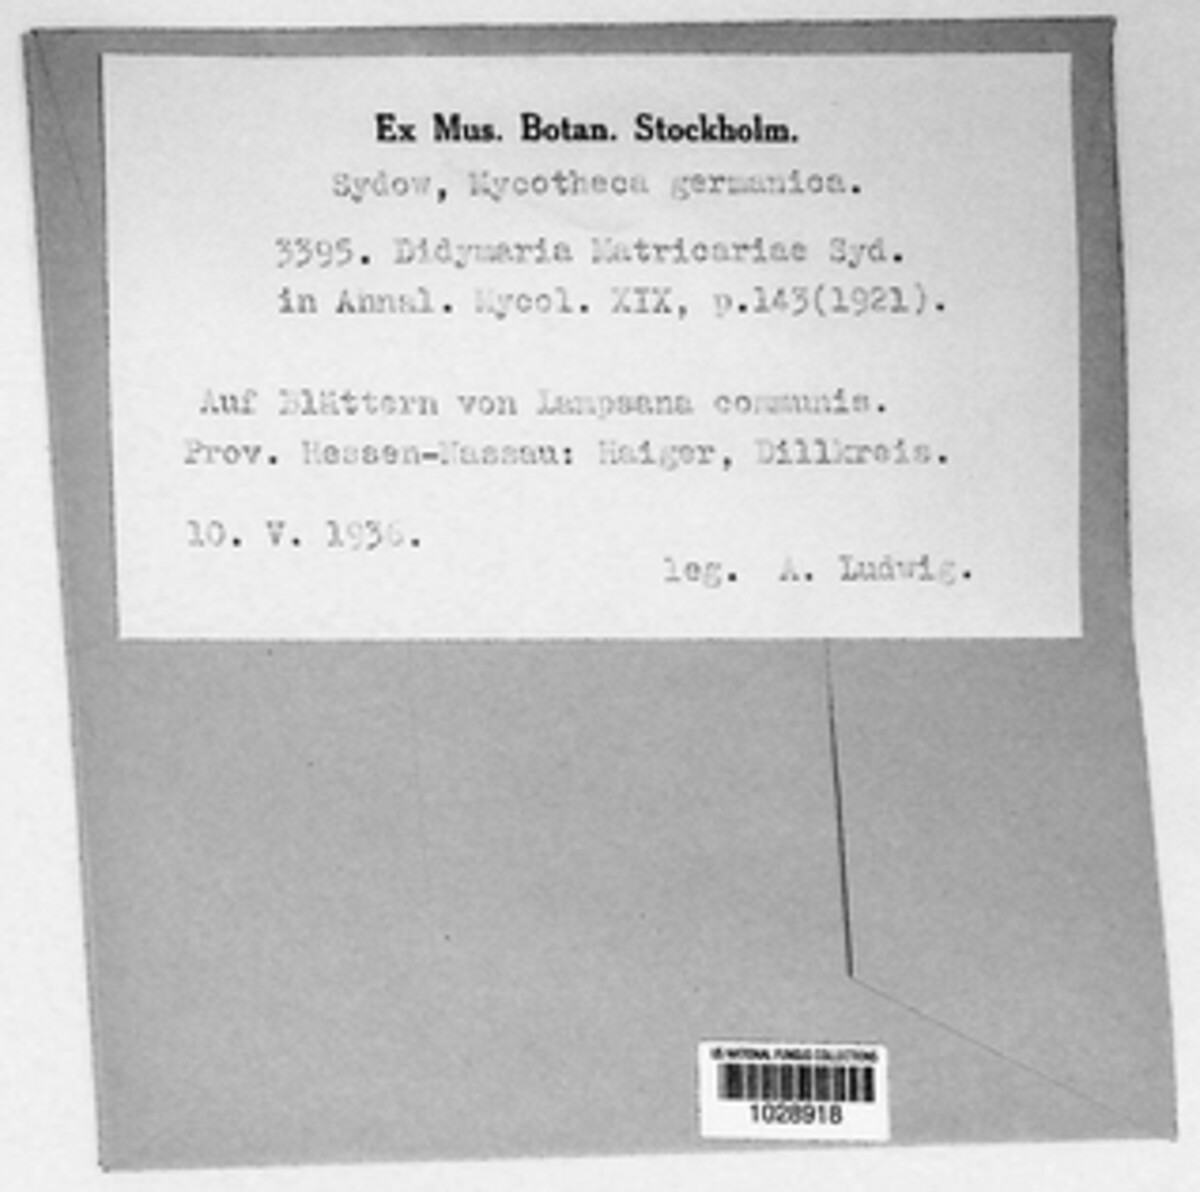 Ex Mus. Botan. Stockholm.
Sydow, Mycotheca germanica.
3395. Didymaria Matricariae Syd.
in Annal. Mycol. XIX, p.143(1921).
Auf Blättern von Lampsana communis.
Prov. Hessen-Nassau: Haiger, Dillkreis.
10. V. 1936.
leg. A. Ludwig.
US NATIONAL FUNGUS COLLECTIONS
1028918